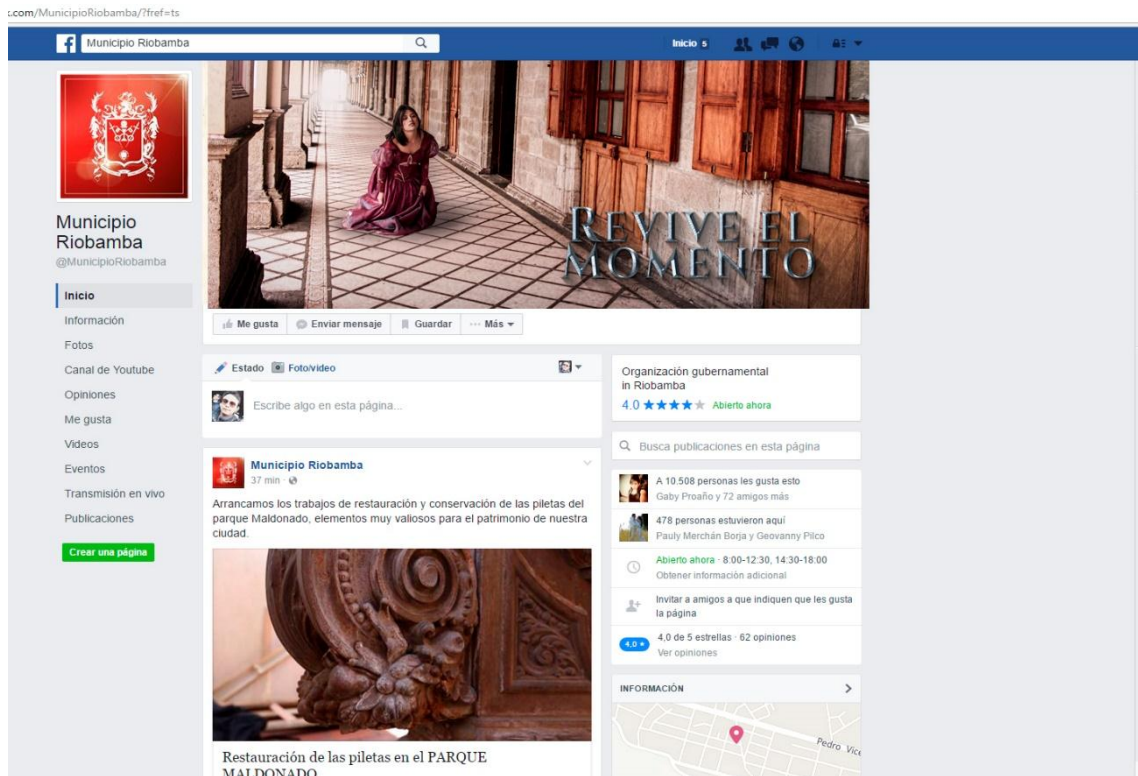 k.com/MunicipioRiobamba/?fref=ts
Municipio Riobamba
Inicio 5
REVIVE EL
MOMENTO
Municipio
Riobamba
@MunicipioRiobamba
Inicio
Información
Fotos
Canal de Youtube
Opiniones
Me gusta
Videos
Eventos
Transmisión en vivo
Publicaciones
Crear una página
Me gusta
Enviar mensaje
Guardar
Más
Estado
Foto/video
Escribe algo en esta página...
Municipio Riobamba
37 min
Arrancamos los trabajos de restauración y conservación de las piletas del
parque Maldonado, elementos muy valiosos para el patrimonio de nuestra
ciudad.
Restauración de las piletas en el PARQUE
MALDONADO
Organización gubernamental
in Riobamba
4.0 ★★★★★ Abierto ahora
Busca publicaciones en esta página
A 10.508 personas les gusta esto
Gaby Proaño y 72 amigos más
478 personas estuvieron aquí
Pauly Merchán Borja y Geovanny Pilco
Abierto ahora · 8:00-12:30, 14:30-18:00
Obtener información adicional
Invitar a amigos a que indiquen que les gusta
la página
4,0 ★
4,0 de 5 estrellas · 62 opiniones
Ver opiniones
INFORMACIÓN
Pedro Vice